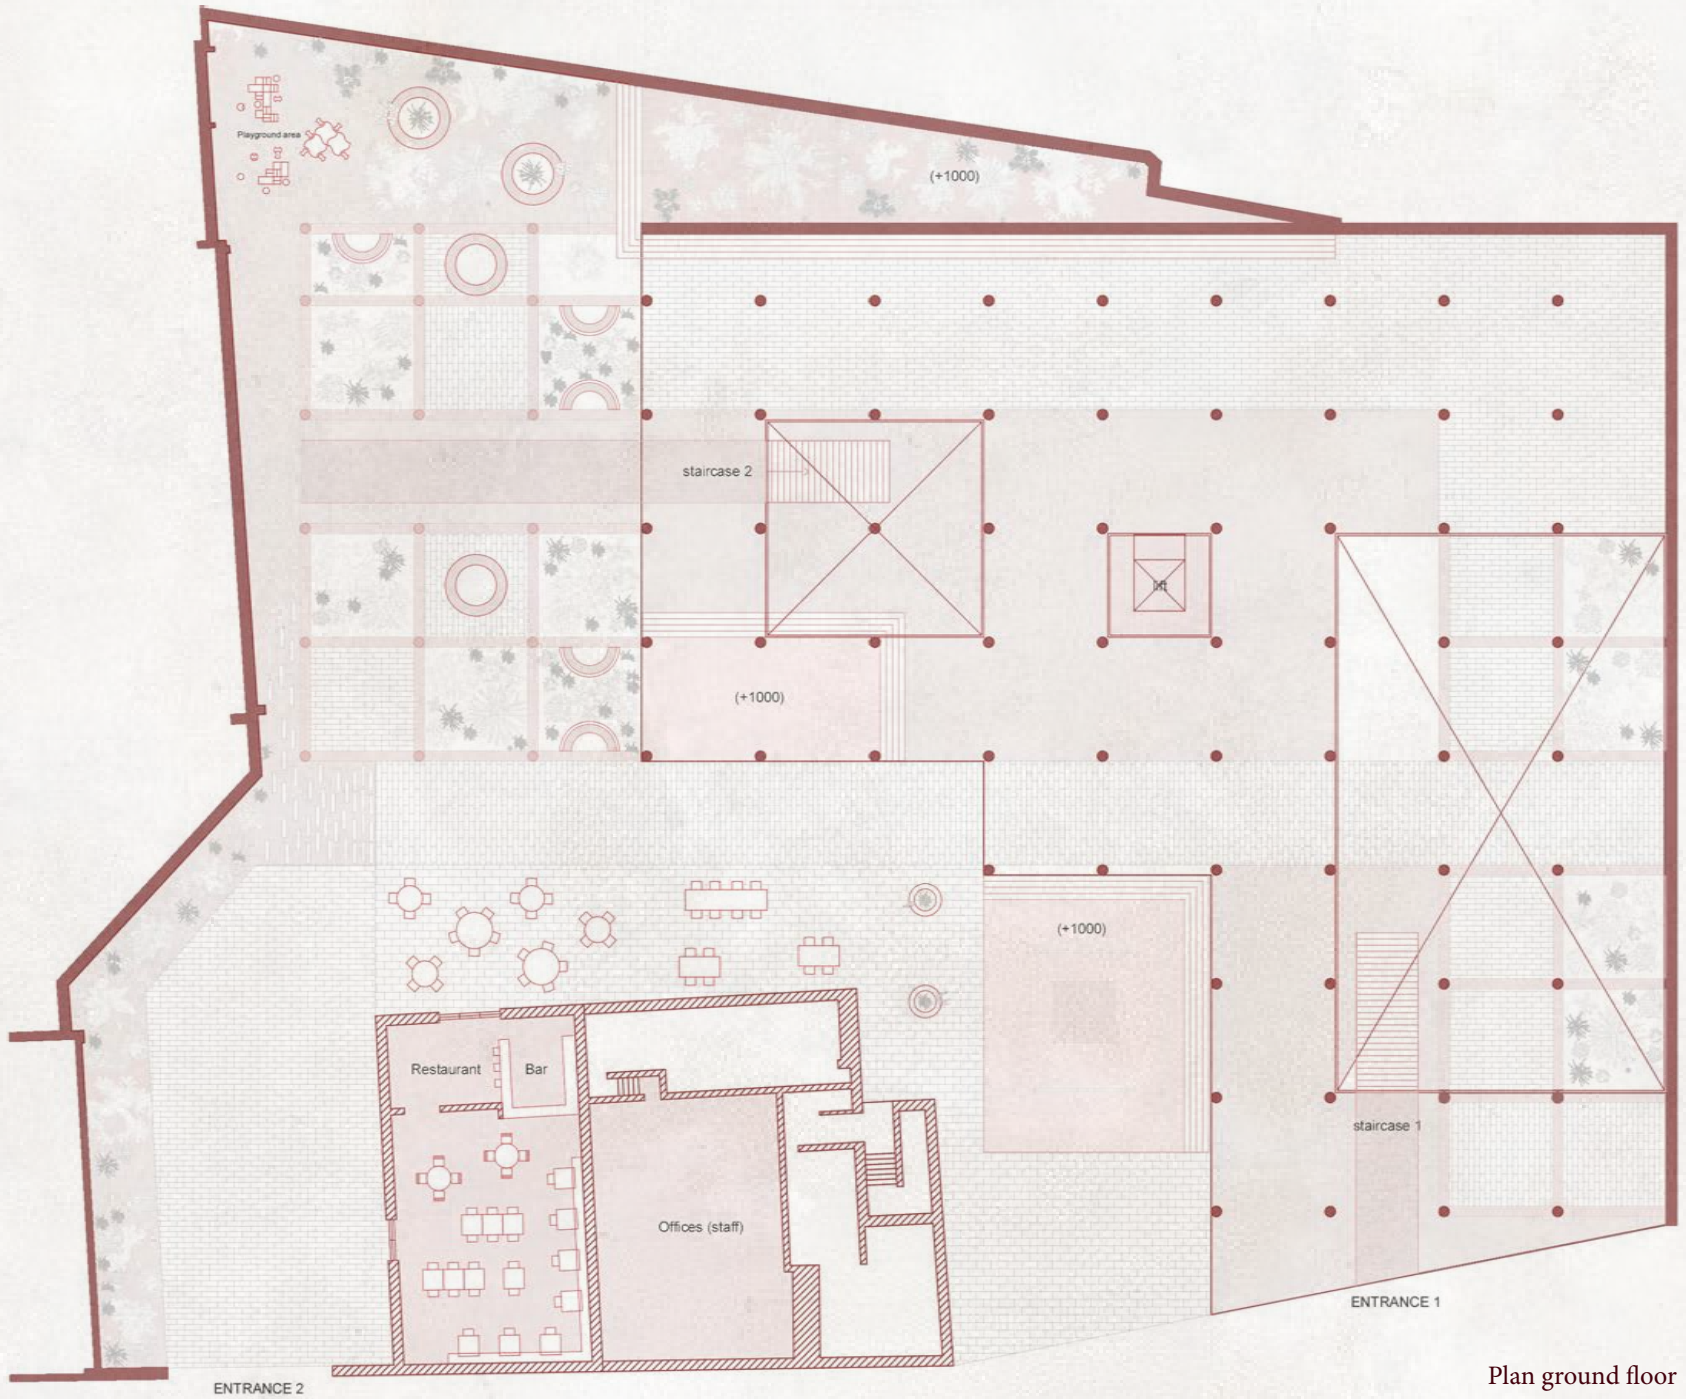 Playground area
(+1000)
staircase 2
lift
(+1000)
(+1000)
Restaurant
Bar
staircase 1
Offices (staff)
ENTRANCE 1
Plan ground floor
ENTRANCE 2